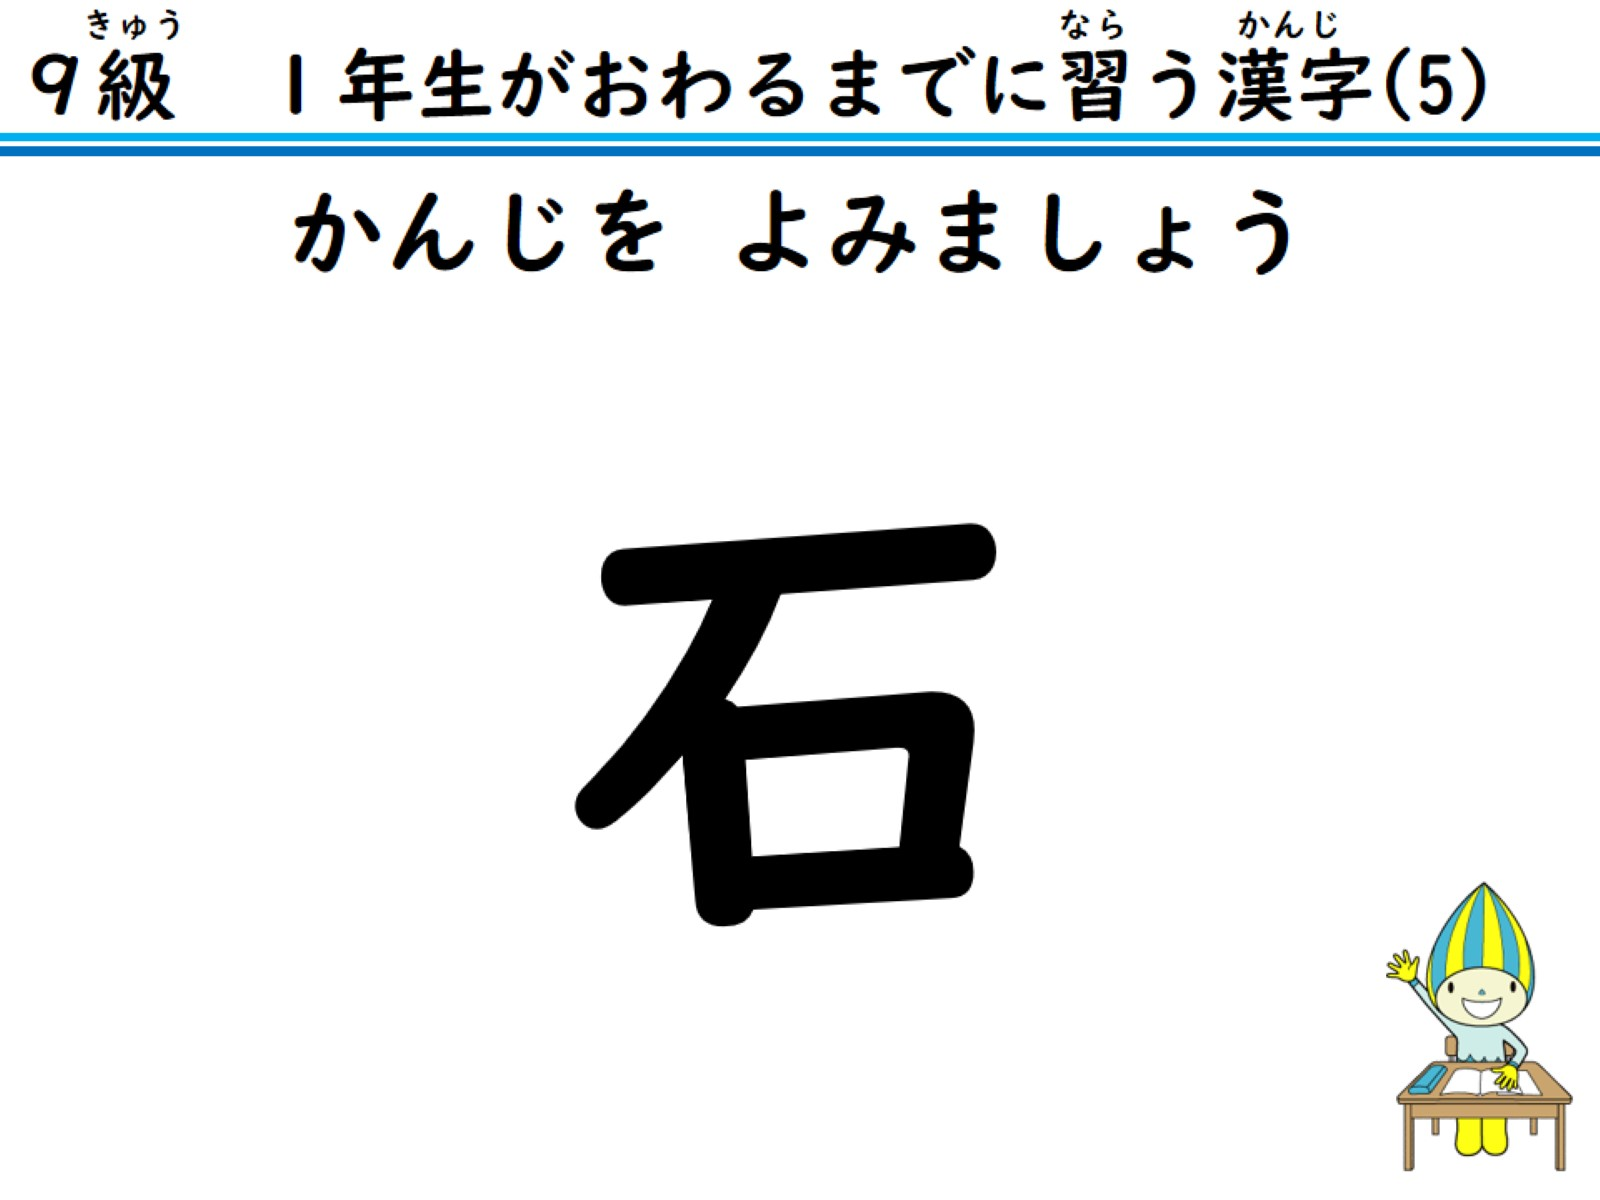 きゅう なら かんじ
9級 1年生がおわるまでに習う漢字(5)
かんじを よみましょう
石